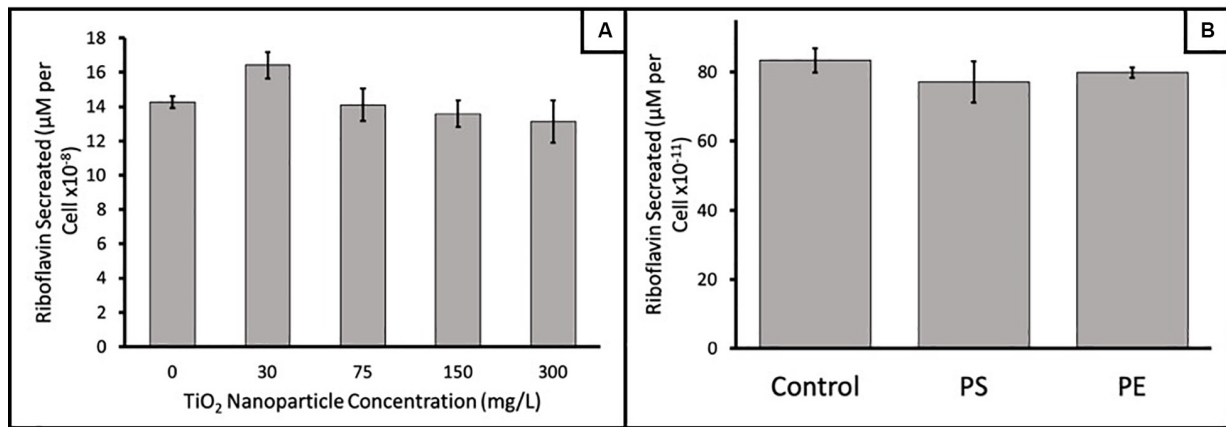 A
Riboflavin Secreated (µM per
Cell x10⁻⁸)
18
16
14
12
10
8
6
4
2
0
0 30 75 150 300
TiO₂ Nanoparticle Concentration (mg/L)
B
Riboflavin Secreated (µM per
Cell x10⁻¹¹)
80
60
40
20
0
Control PS PE